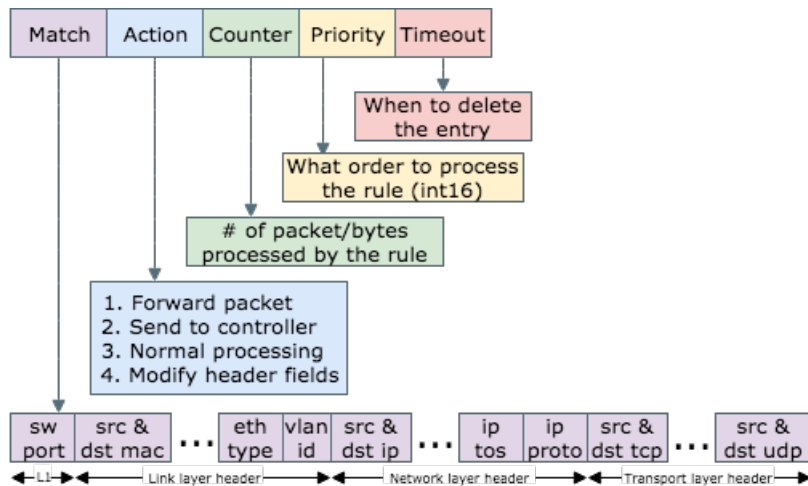 Match Action Counter Priority Timeout
When to delete
the entry
What order to process
the rule (int16)
# of packet/bytes
processed by the rule
1. Forward packet
2. Send to controller
3. Normal processing
4. Modify header fields
sw
port
src &
dst mac
...
eth
type
vlan
id
src &
dst ip
...
ip
tos
ip
proto
src &
dst tcp
...
src &
dst udp
L1
Link layer header
Network layer header
Transport layer header